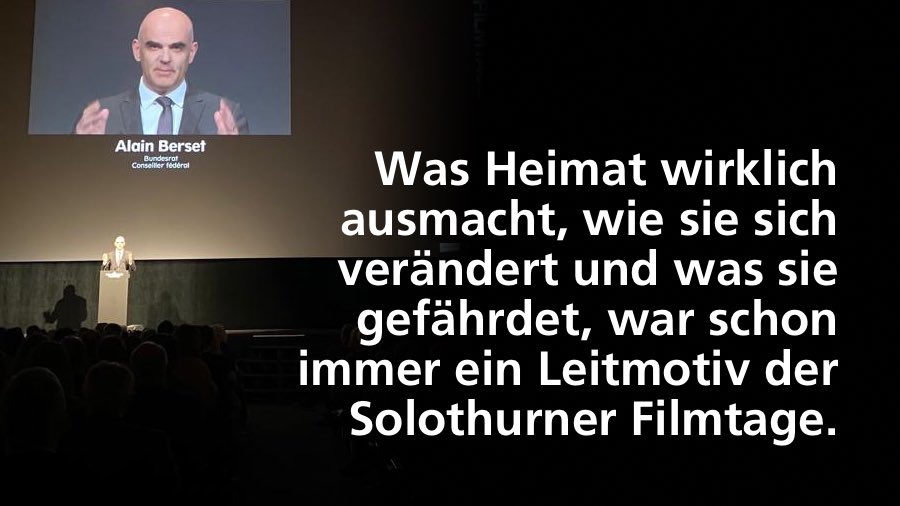 Alain Berset
Bundesrat
Conseiller fédéral
Was Heimat wirklich
ausmacht, wie sie sich
verändert und was sie
gefährdet, war schon
immer ein Leitmotiv der
Solothurner Filmtage.